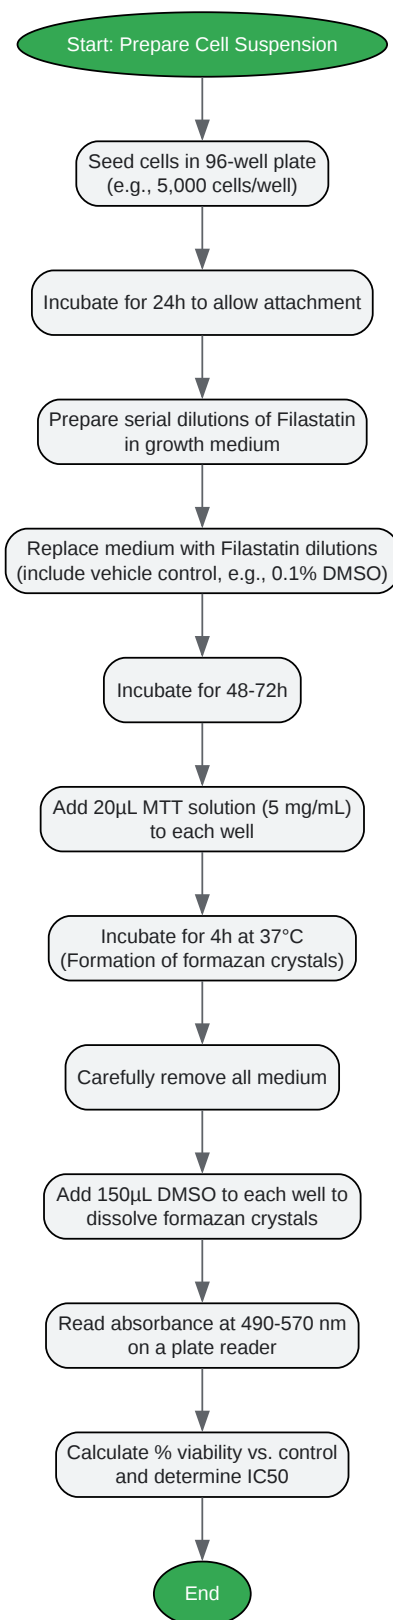 Start: Prepare Cell Suspension
Seed cells in 96-well plate
(e.g., 5,000 cells/well)
Incubate for 24h to allow attachment
Prepare serial dilutions of Filastatin
in growth medium
Replace medium with Filastatin dilutions
(include vehicle control, e.g., 0.1% DMSO)
Incubate for 48-72h
Add 20µL MTT solution (5 mg/mL)
to each well
Incubate for 4h at 37°C
(Formation of formazan crystals)
Carefully remove all medium
Add 150µL DMSO to each well to
dissolve formazan crystals
Read absorbance at 490-570 nm
on a plate reader
Calculate % viability vs. control
and determine IC50
End